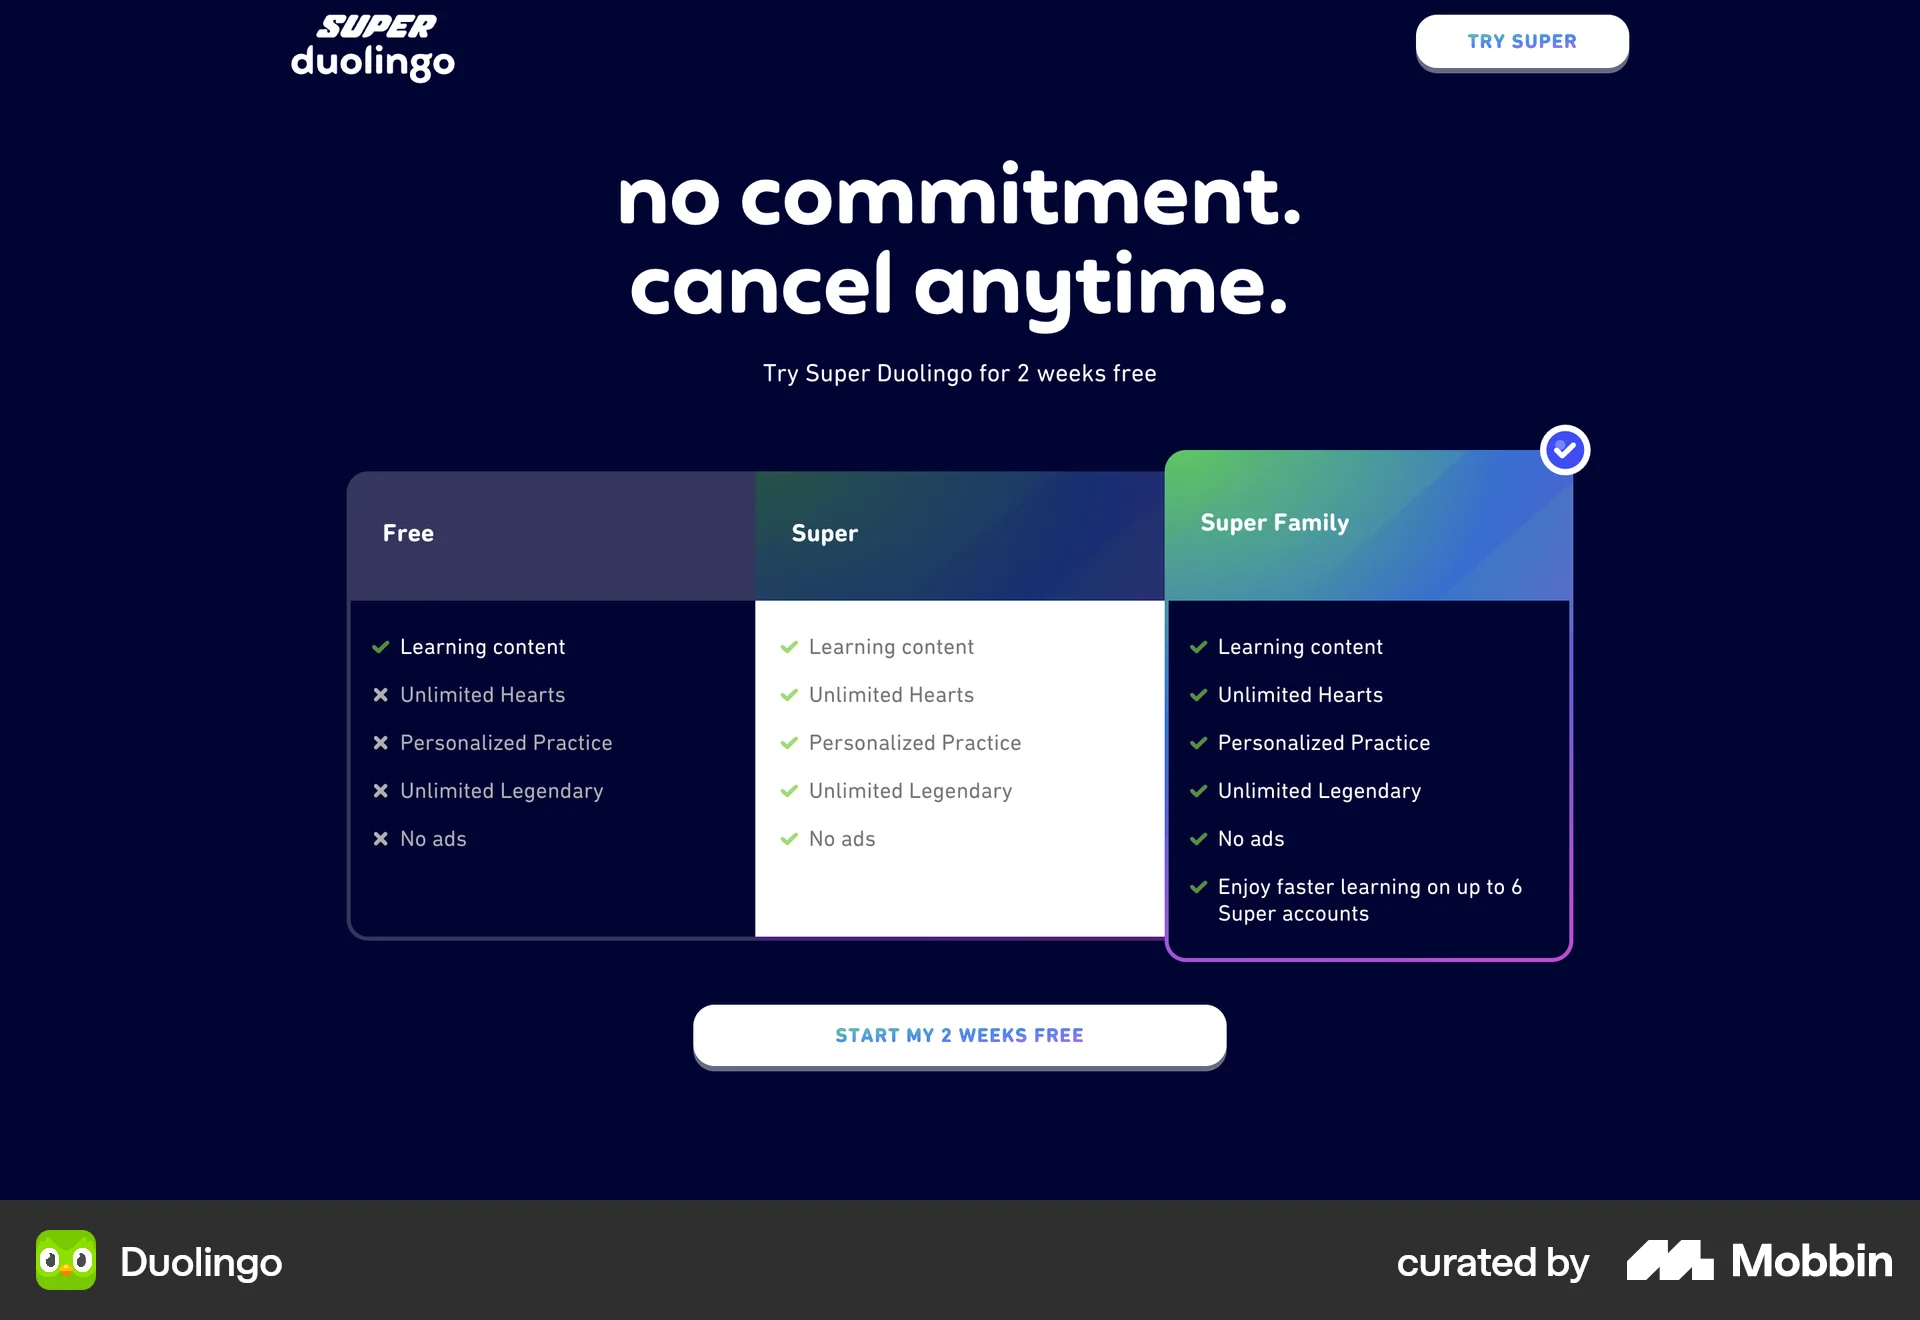 SUPER
duolingo
TRY SUPER
no commitment.
cancel anytime.
Try Super Duolingo for 2 weeks free
Free
Learning content
Unlimited Hearts
Personalized Practice
Unlimited Legendary
No ads
Super
Learning content
Unlimited Hearts
Personalized Practice
Unlimited Legendary
No ads
Super Family
Learning content
Unlimited Hearts
Personalized Practice
Unlimited Legendary
No ads
Enjoy faster learning on up to 6
Super accounts
START MY 2 WEEKS FREE
Duolingo
curated by Mobbin